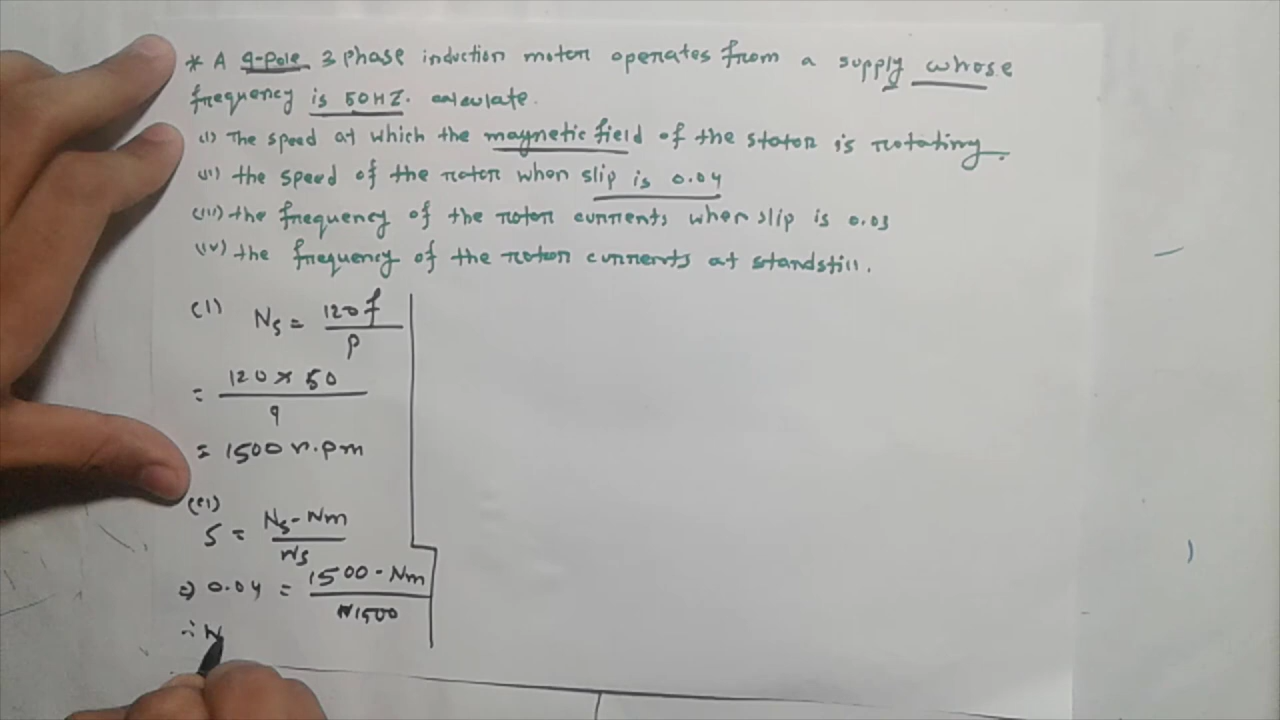 * A 4-pole 3 phase induction motor operates from a supply whose
frequency is 50HZ. calculate.
(i) The speed at which the magnetic field of the stator is rotating.
(ii) the speed of the rotor when slip is 0.04
(iii) the frequency of the rotor currents when slip is 0.03
(iv) the frequency of the rotor currents at standstill.
(i) Ns = 120f / P
= 120 × 50 / 4
= 1500 r.pm
(ii)
S = Ns - Nm / Ns
⇒ 0.04 = 1500 - Nm / 1500
∴ N